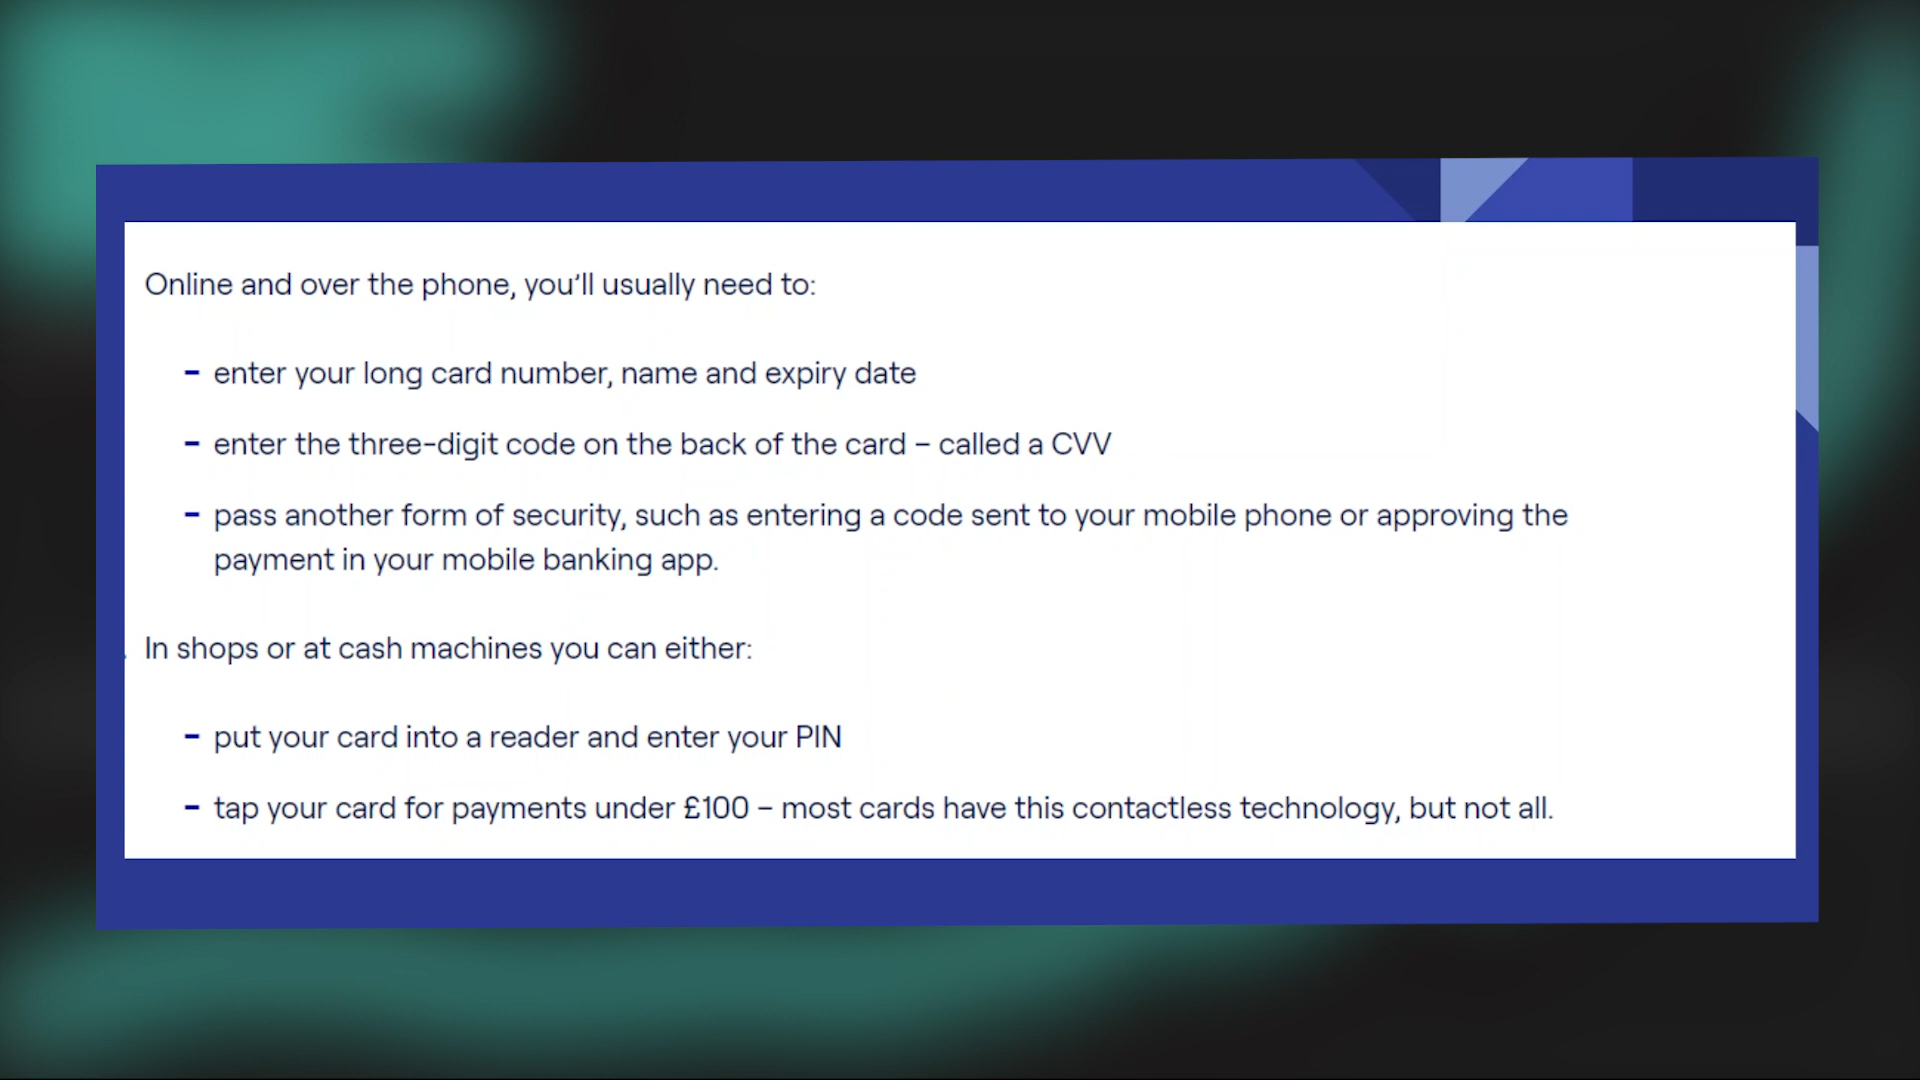 Online and over the phone, you’ll usually need to:
- enter your long card number, name and expiry date
- enter the three-digit code on the back of the card – called a CVV
- pass another form of security, such as entering a code sent to your mobile phone or approving the
payment in your mobile banking app.
In shops or at cash machines you can either:
- put your card into a reader and enter your PIN
- tap your card for payments under £100 – most cards have this contactless technology, but not all.